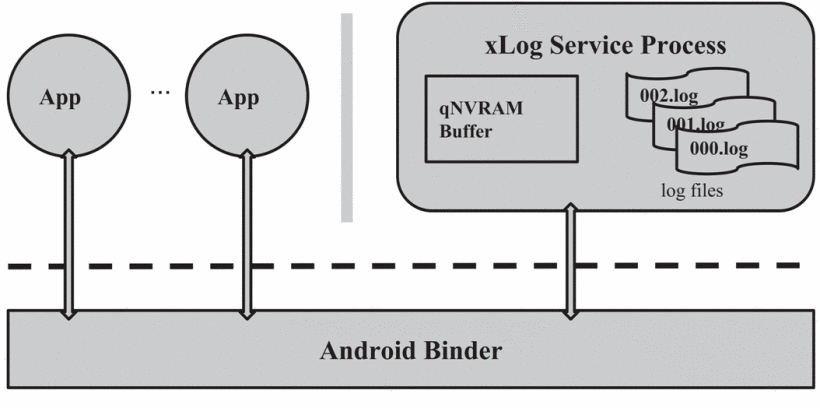 App
...
App
xLog Service Process
qNVRAM
Buffer
002.log
001.log
000.log
log files
Android Binder